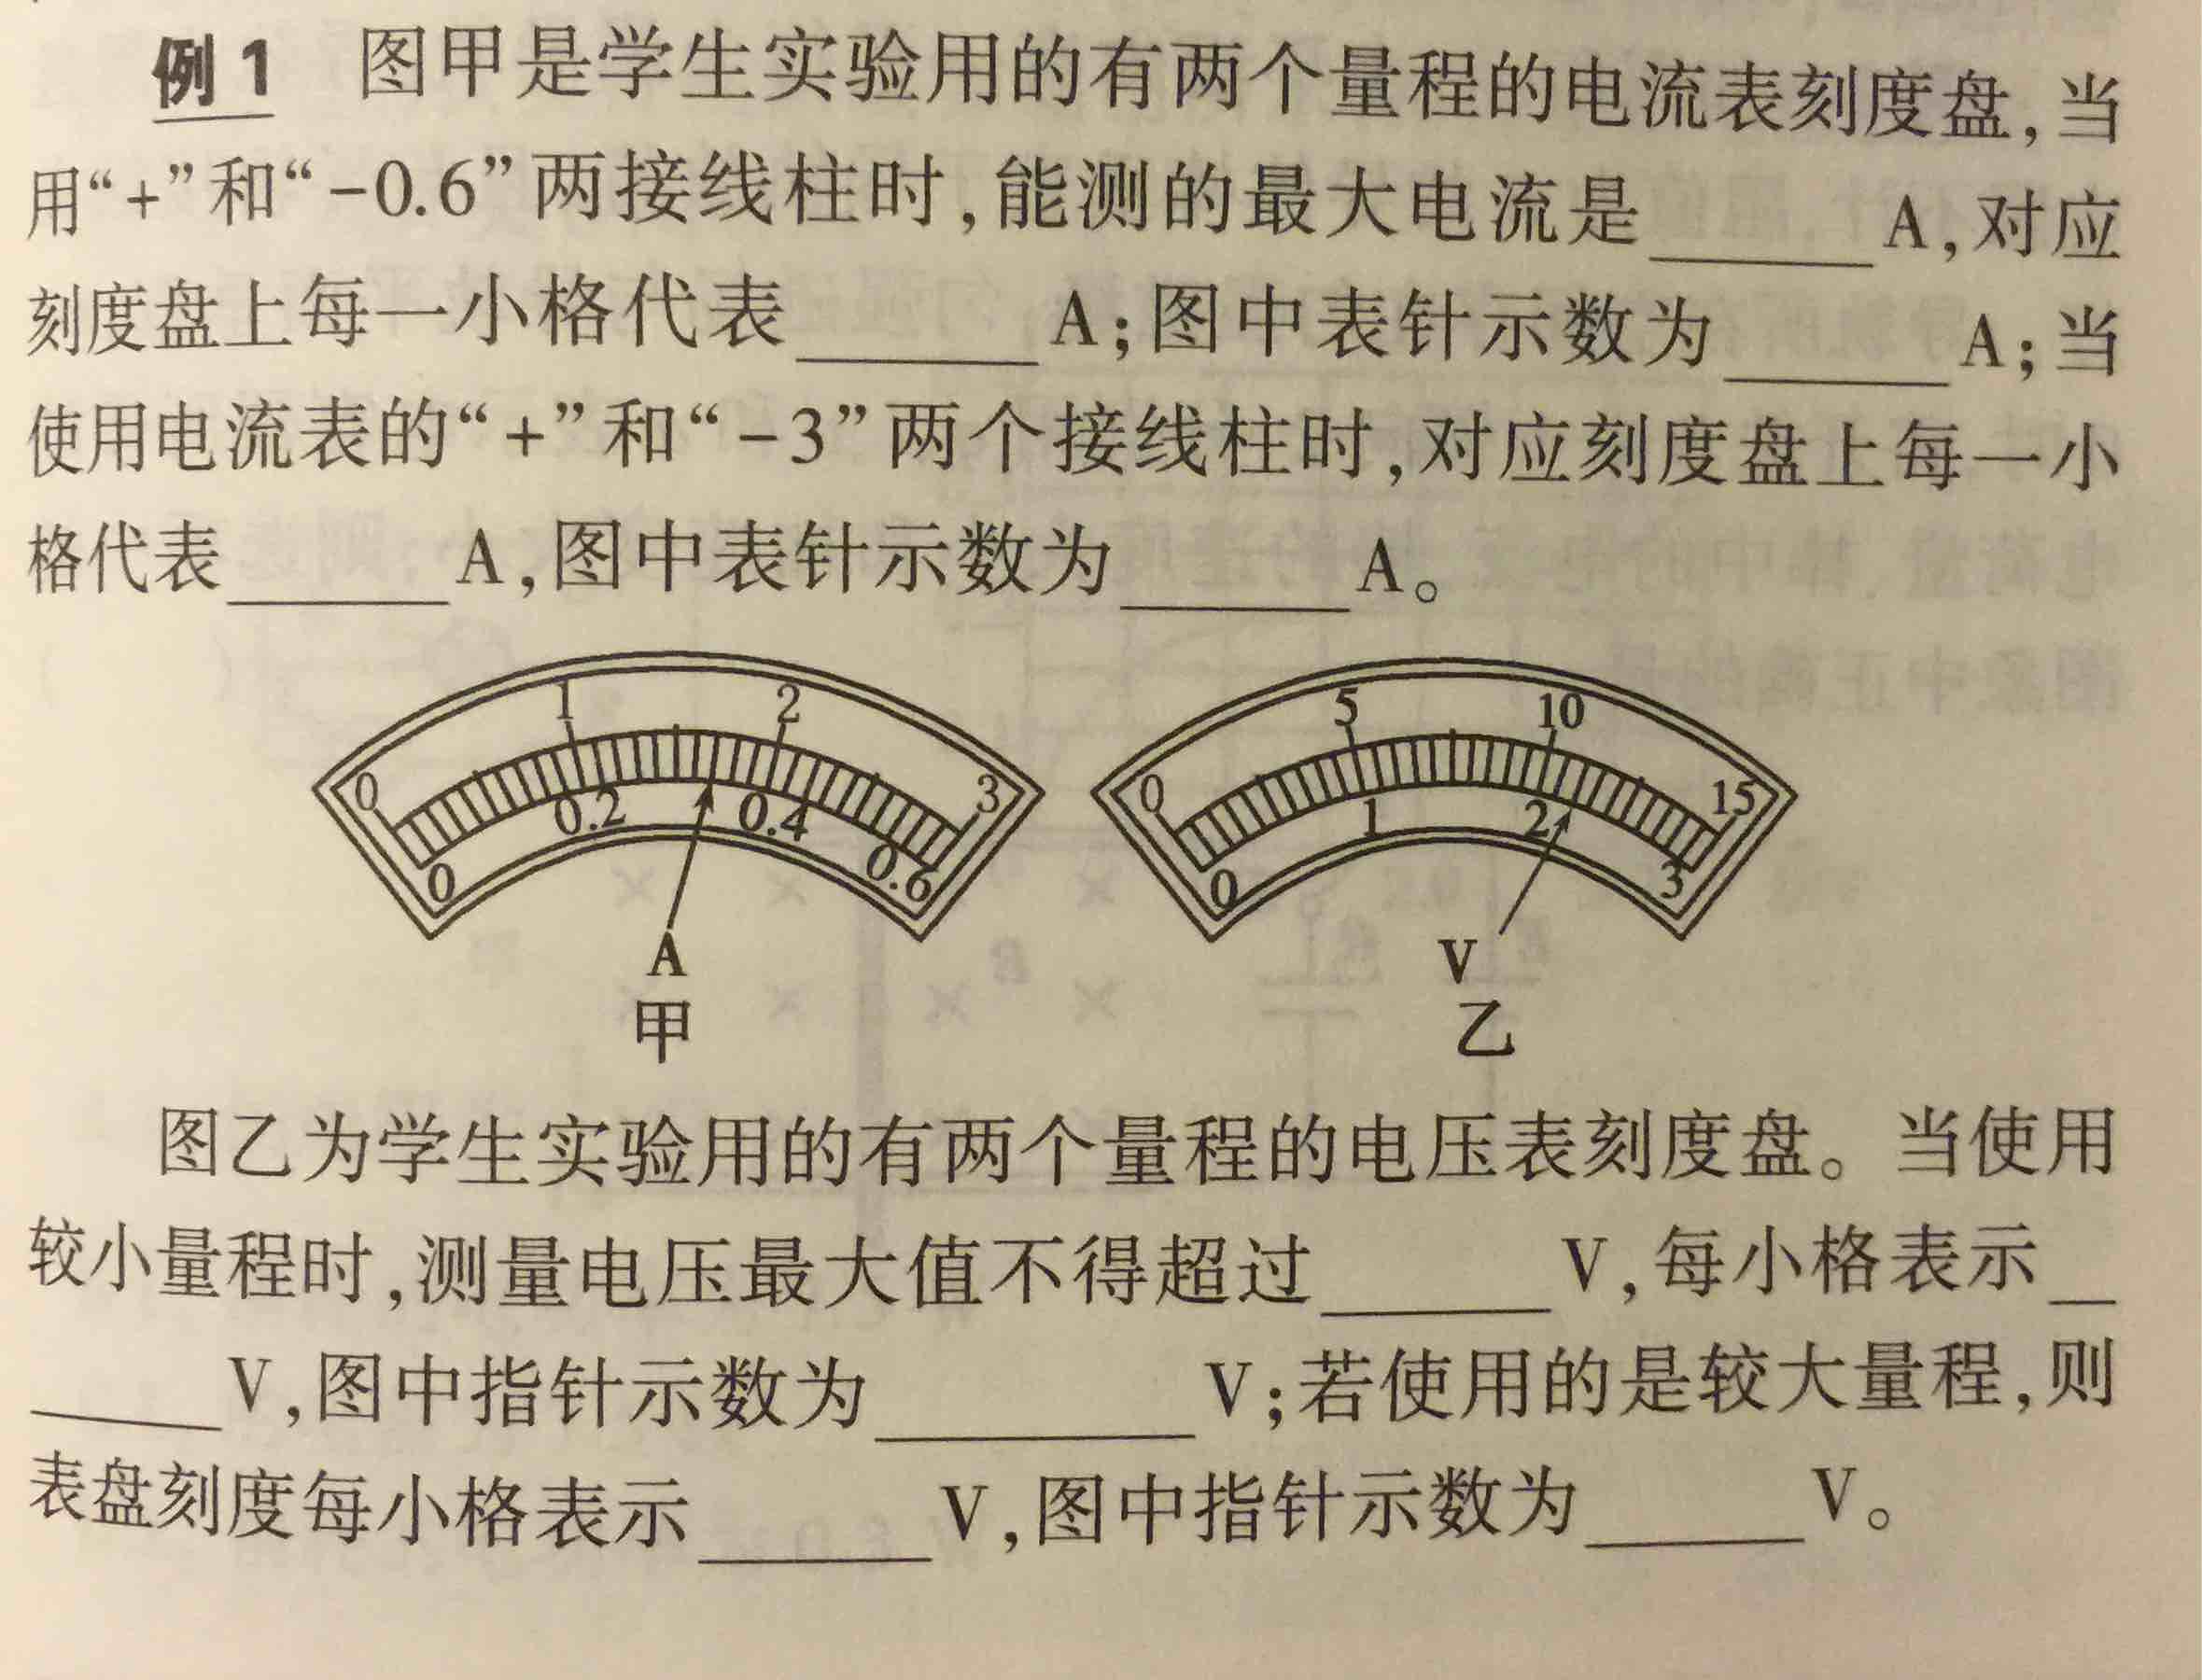 例1 图甲是学生实验用的有两个量程的电流表刻度盘,当
用“+”和“-0.6”两接线柱时,能测的最大电流是______A,对应
刻度盘上每一小格代表______A;图中表针示数为______A;当
使用电流表的“+”和“-3”两个接线柱时,对应刻度盘上每一小
格代表______A,图中表针示数为______A。
0 1 2 3
0 0.2 0.4 0.6
A
甲
0 5 10 15
0 1 2 3
V
乙
图乙为学生实验用的有两个量程的电压表刻度盘。当使用
较小量程时,测量电压最大值不得超过______V,每小格表示__
_____V,图中指针示数为________V;若使用的是较大量程,则
表盘刻度每小格表示______V,图中指针示数为______V。